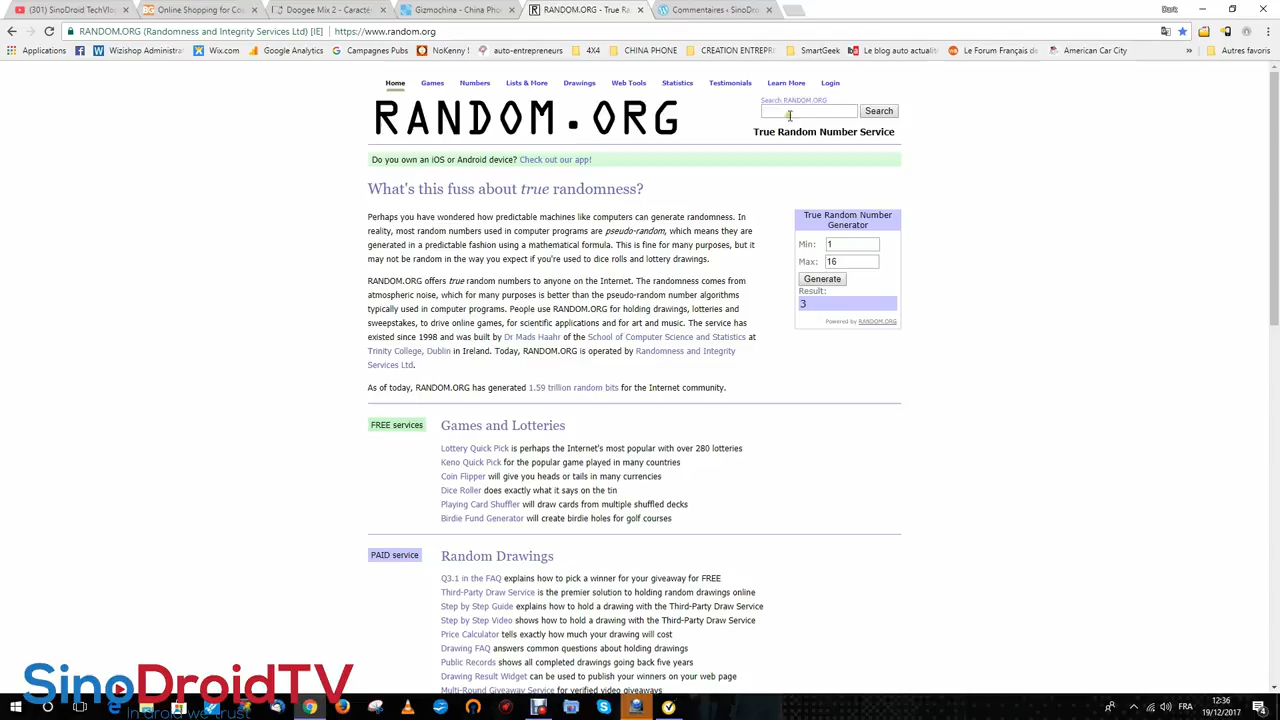 (301) SinoDroid TechVlo
Online Shopping for Co
Doogee Mix 2 - Caracté
Gizmochina - China Pho
RANDOM.ORG - True Ran
Commentaires ‹ SinoDro
RANDOM.ORG (Randomness and Integrity Services Ltd) [IE] https://www.random.org
Applications
Wizishop Administrat
Wix.com
Google Analytics
Campagnes Pubs
NoKenny
auto-entrepreneurs
4X4
CHINA PHONE
CREATION ENTEPRE
SmartGeek
Le blog auto actualit
Le Forum Français de
American Car City
Autres favoris
Home Games Numbers Lists & More Drawings Web Tools Statistics Testimonials Learn More Login
RANDOM.ORG
Search RANDOM.ORG
Search
True Random Number Service
Do you own an iOS or Android device? Check out our app!
What's this fuss about true randomness?
Perhaps you have wondered how predictable machines like computers can generate randomness. In
reality, most random numbers used in computer programs are pseudo-random, which means they are
generated in a predictable fashion using a mathematical formula. This is fine for many purposes, but it
may not be random in the way you expect if you're used to dice rolls and lottery drawings.
RANDOM.ORG offers true random numbers to anyone on the Internet. The randomness comes from
atmospheric noise, which for many purposes is better than the pseudo-random number algorithms
typically used in computer programs. People use RANDOM.ORG for holding drawings, lotteries and
sweepstakes, to drive online games, for scientific applications and for art and music. The service has
existed since 1998 and was built by Dr Mads Haahr of the School of Computer Science and Statistics at
Trinity College, Dublin in Ireland. Today, RANDOM.ORG is operated by Randomness and Integrity
Services Ltd.
As of today, RANDOM.ORG has generated 1.59 trillion random bits for the Internet community.
True Random Number
Generator
Min: 1
Max: 16
Generate
Result:
3
Powered by RANDOM.ORG
FREE services
Games and Lotteries
Lottery Quick Pick is perhaps the Internet's most popular with over 280 lotteries
Keno Quick Pick for the popular game played in many countries
Coin Flipper will give you heads or tails in many currencies
Dice Roller does exactly what it says on the tin
Playing Card Shuffler will draw cards from multiple shuffled decks
Birdie Fund Generator will create birdie holes for golf courses
PAID service
Random Drawings
Q3.1 in the FAQ explains how to pick a winner for your giveaway for FREE
Third-Party Draw Service is the premier solution to holding random drawings online
Step by Step Guide explains how to hold a drawing with the Third-Party Draw Service
Step by Step Video shows how to hold a drawing with the Third-Party Draw Service
Price Calculator tells exactly how much your drawing will cost
Drawing FAQ answers common questions about holding drawings
Public Records shows all completed drawings going back five years
Drawing Result Widget can be used to publish your winners on your web page
Multi-Round Giveaway Service for verified video giveaways
SinoDroidTV
In android we trust
FRA
12:36
19/12/2017